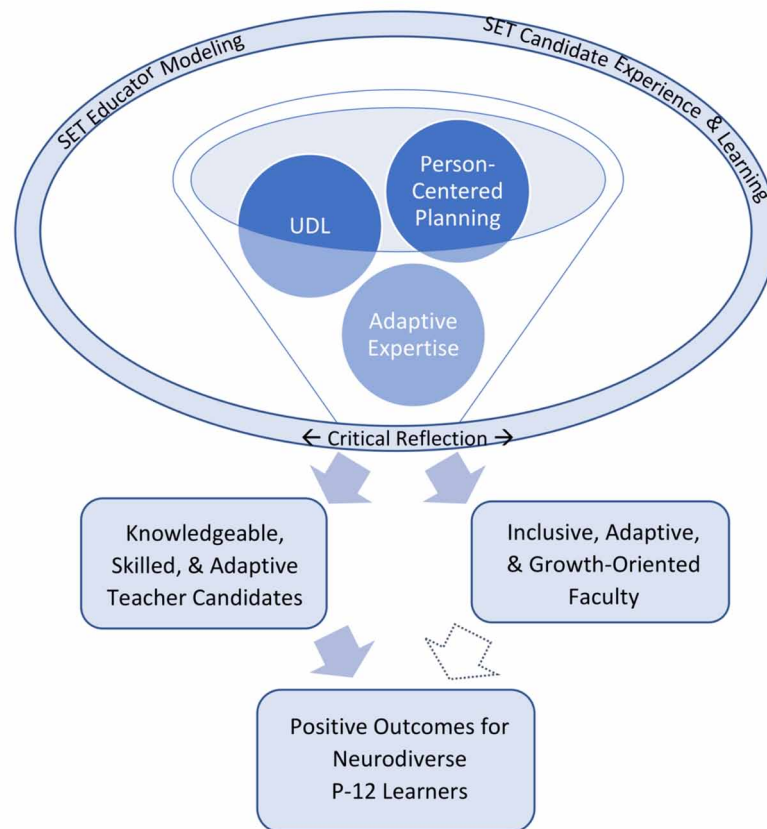 SET Educator Modeling
SET Candidate Experience & Learning
Person-
Centered
Planning
UDL
Adaptive
Expertise
← Critical Reflection →
Knowledgeable,
Skilled, & Adaptive
Teacher Candidates
Inclusive, Adaptive,
& Growth-Oriented
Faculty
Positive Outcomes for
Neurodiverse
P-12 Learners